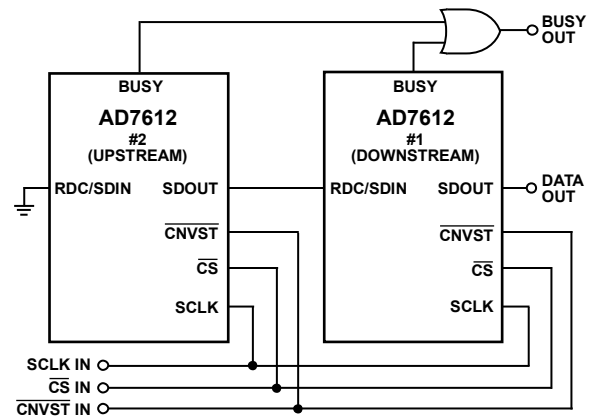 BUSY
OUT
BUSY
AD7612
#2
(UPSTREAM)
RDC/SDIN
SDOUT
CNVST
CS
SCLK
BUSY
AD7612
#1
(DOWNSTREAM)
RDC/SDIN
SDOUT
CNVST
CS
SCLK
DATA
OUT
SCLK IN
CS IN
CNVST IN